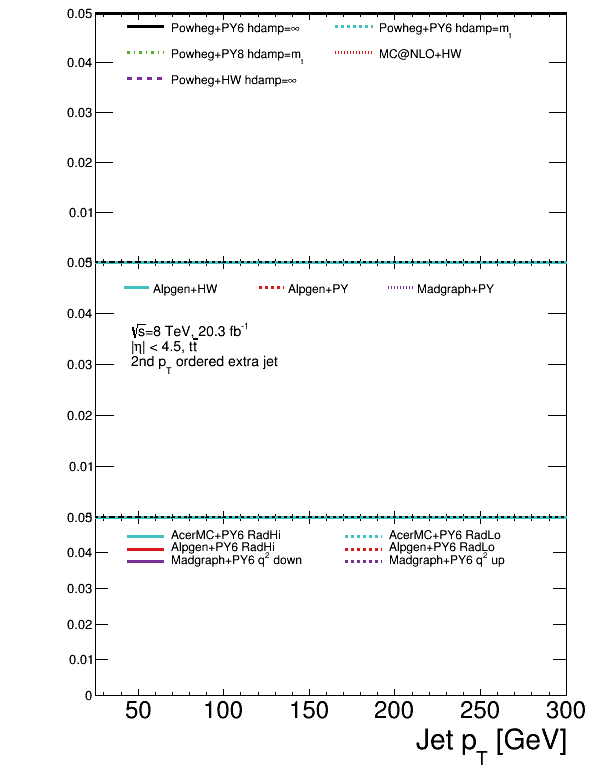 0.05
Powheg+PY6 hdamp=∞ Powheg+PY6 hdamp=m_t
Powheg+PY8 hdamp=m_t MC@NLO+HW
0.04
Powheg+HW hdamp=∞
0.03
0.02
0.01
0.05
Alpgen+HW Alpgen+PY Madgraph+PY
0.04
√s=8 TeV, 20.3 fb⁻¹
|η| < 4.5, tt̄
2nd p_T ordered extra jet
0.03
0.02
0.01
0.05
AcerMC+PY6 RadHi AcerMC+PY6 RadLo
Alpgen+PY6 RadHi Alpgen+PY6 RadLo
0.04
Madgraph+PY6 q² down Madgraph+PY6 q² up
0.03
0.02
0.01
0
50 100 150 200 250 300
Jet p_T [GeV]